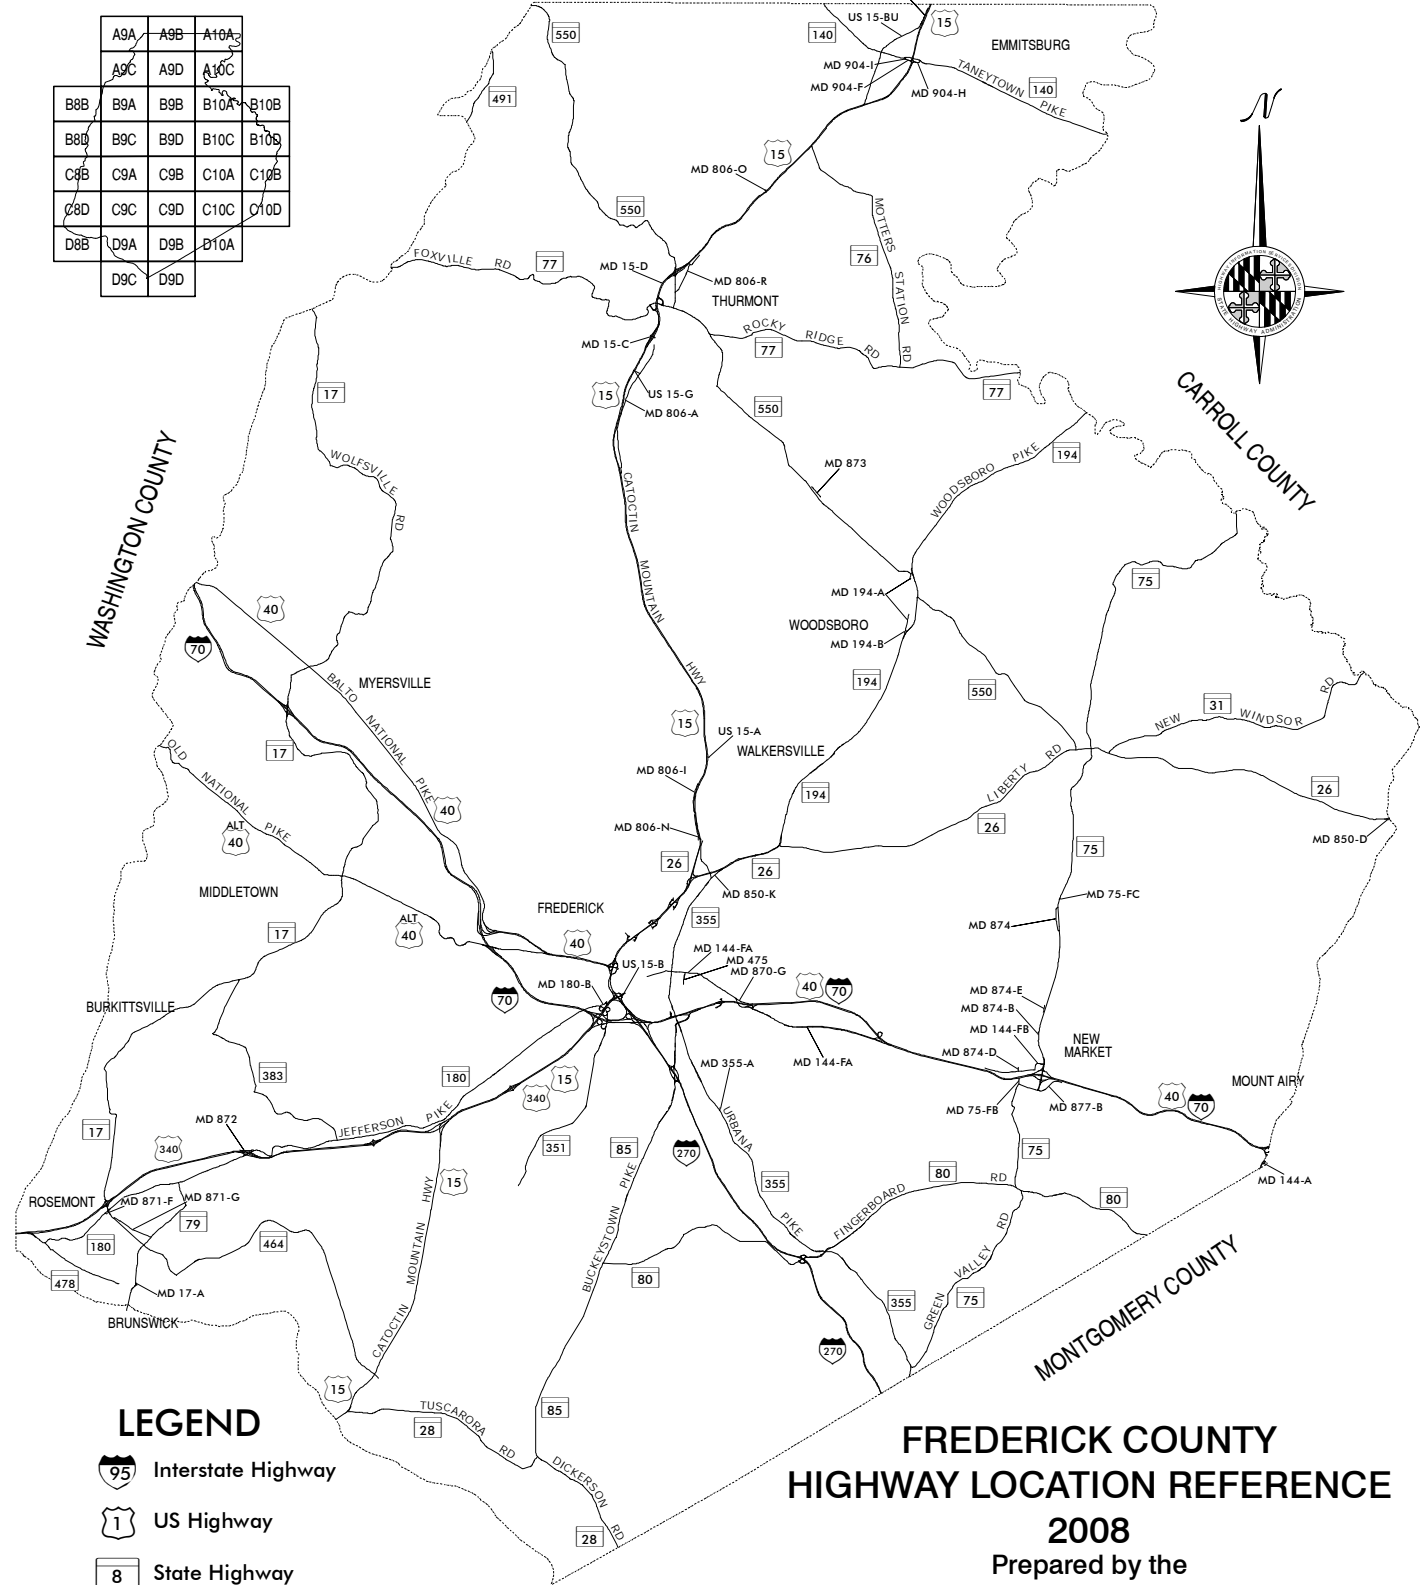 A9A A9B A10A
A9C A9D A10C
B8B B9A B9B B10A B10B
B8D B9C B9D B10C B10D
C8B C9A C9B C10A C10B
C8D C9C C9D C10C C10D
D8B D9A D9B D10A
D9C D9D
550
140
US 15-BU
15
EMMITSBURG
MD 904-I
MD 904-F
MD 904-H
TANEYTOWN PIKE
140
491
N
15
MD 806-O
550
MOTTERS STATION RD
76
FOXVILLE RD
77
MD 15-D
MD 806-R
THURMONT
ROCKY RIDGE RD
77
77
MD 15-C
15
US 15-G
MD 806-A
550
17
CARROLL COUNTY
WOODSBORO PIKE
194
MD 873
WOLFSVILLE RD
WASHINGTON COUNTY
CATOCTIN MOUNTAIN HWY
75
40
70
MD 194-A
WOODSBORO
MD 194-B
194
550
MYERSVILLE
BALTO NATIONAL PIKE
31
NEW WINDSOR RD
17
OLD NATIONAL PIKE
15
US 15-A
WALKERSVILLE
MD 806-I
194
LIBERTY RD
26
26
MD 850-D
40
ALT
40
MD 806-N
75
26
26
MD 850-K
MIDDLETOWN
FREDERICK
355
MD 75-FC
MD 874
17
ALT
40
40
MD 144-FA
MD 475
MD 870-G
US 15-B
MD 180-B
BURKITTSVILLE
70
40
70
MD 874-E
MD 874-B
MD 144-FB
NEW
MARKET
MD 874-D
MD 144-FA
MD 355-A
383
180
15
340
MOUNT AIRY
40
70
MD 75-FB
MD 877-B
MD 872
JEFFERSON PIKE
17
340
351
85
270
URBANA PIKE
75
MD 144-A
ROSEMONT
MD 871-F
MD 871-G
79
180
464
15
CATOCTIN MOUNTAIN HWY
BUCKEYSTOWN PIKE
355
FINGERBOARD RD
80
80
80
478
MD 17-A
BRUNSWICK
GREEN VALLEY RD
75
355
270
MONTGOMERY COUNTY
15
TUSCARORA RD
28
85
DICKERSON RD
28
LEGEND
95 Interstate Highway
1 US Highway
8 State Highway
FREDERICK COUNTY
HIGHWAY LOCATION REFERENCE
2008
Prepared by the
HIGHWAY INFORMATION SERVICES DIVISION
STATE HIGHWAY ADMINISTRATION